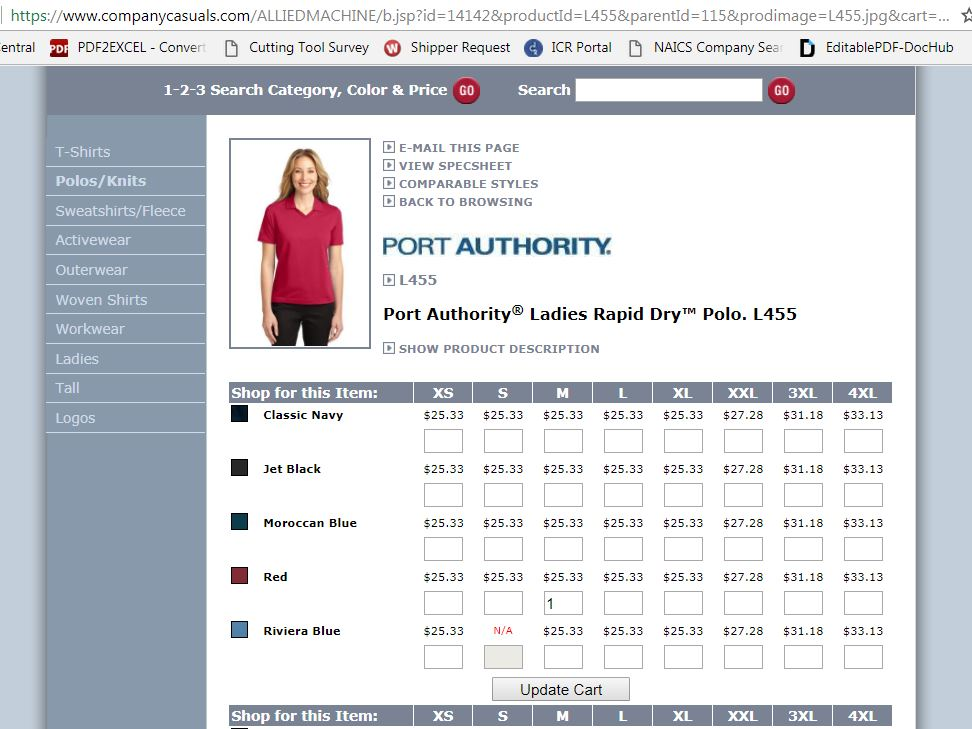 https://www.companycasuals.com/ALLIEDMACHINE/b.jsp?id=14142&productId=L455&parentId=115&prodimage=L455.jpg&cart=...
entral PDF PDF2EXCEL - Convert Cutting Tool Survey W Shipper Request ICR Portal NAICS Company Sear EditablePDF-DocHub
1-2-3 Search Category, Color & Price GO Search GO
T-Shirts
Polos/Knits
Sweatshirts/Fleece
Activewear
Outerwear
Woven Shirts
Workwear
Ladies
Tall
Logos
E-MAIL THIS PAGE
VIEW SPECSHEET
COMPARABLE STYLES
BACK TO BROWSING
PORT AUTHORITY®
L455
Port Authority® Ladies Rapid Dry™ Polo. L455
SHOW PRODUCT DESCRIPTION
Shop for this Item: XS S M L XL XXL 3XL 4XL
Classic Navy $25.33 $25.33 $25.33 $25.33 $25.33 $27.28 $31.18 $33.13
Jet Black $25.33 $25.33 $25.33 $25.33 $25.33 $27.28 $31.18 $33.13
Moroccan Blue $25.33 $25.33 $25.33 $25.33 $25.33 $27.28 $31.18 $33.13
Red $25.33 $25.33 $25.33 $25.33 $25.33 $27.28 $31.18 $33.13
1
Riviera Blue $25.33 N/A $25.33 $25.33 $25.33 $27.28 $31.18 $33.13
Update Cart
Shop for this Item: XS S M L XL XXL 3XL 4XL